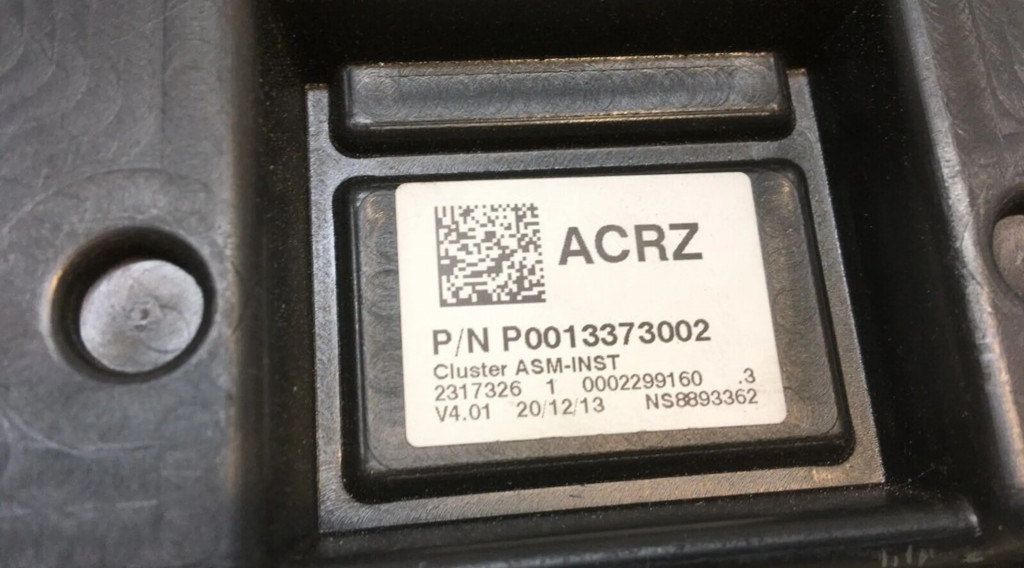 ACRZ
P/N P0013373002
Cluster ASM-INST
2317326 1 0002299160 .3
V4.01 20/12/13 NS8893362